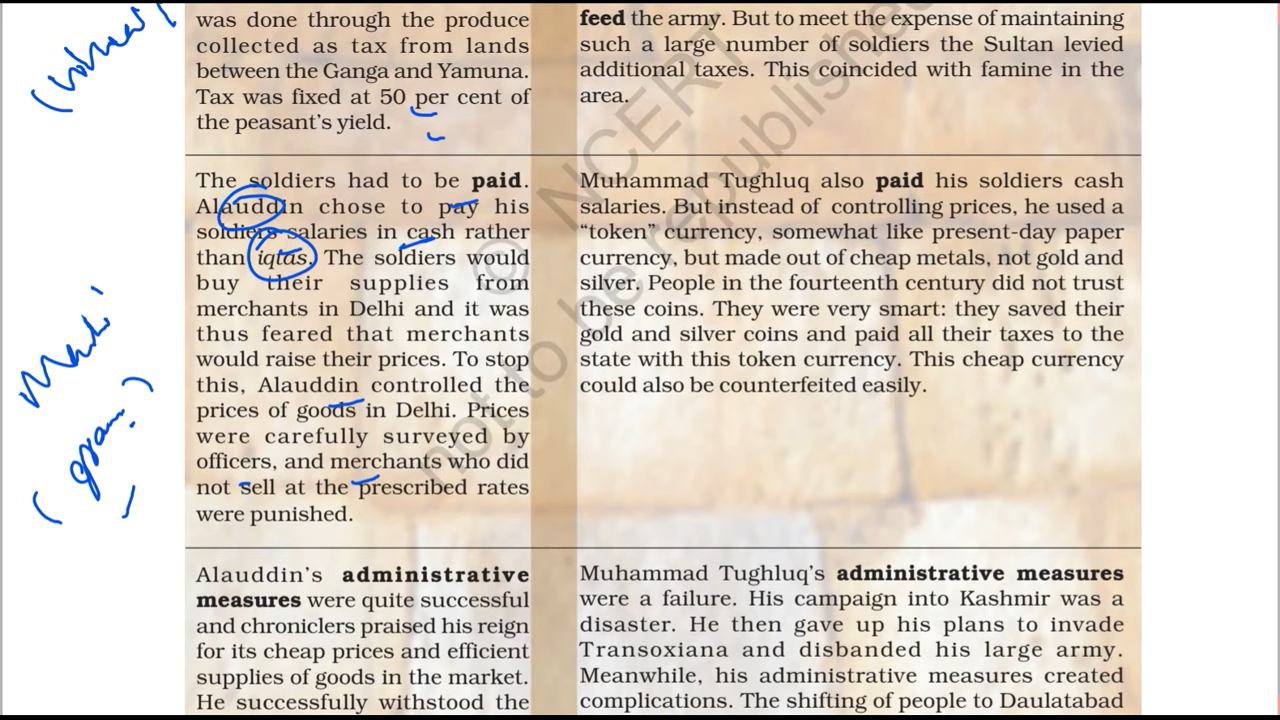 was done through the produce
collected as tax from lands
between the Ganga and Yamuna.
Tax was fixed at 50 per cent of
the peasant's yield.
feed the army. But to meet the expense of maintaining
such a large number of soldiers the Sultan levied
additional taxes. This coincided with famine in the
area.
The soldiers had to be paid.
Alauddin chose to pay his
soldiers salaries in cash rather
than iqtas. The soldiers would
buy their supplies from
merchants in Delhi and it was
thus feared that merchants
would raise their prices. To stop
this, Alauddin controlled the
prices of goods in Delhi. Prices
were carefully surveyed by
officers, and merchants who did
not sell at the prescribed rates
were punished.
Muhammad Tughluq also paid his soldiers cash
salaries. But instead of controlling prices, he used a
“token” currency, somewhat like present-day paper
currency, but made out of cheap metals, not gold and
silver. People in the fourteenth century did not trust
these coins. They were very smart: they saved their
gold and silver coins and paid all their taxes to the
state with this token currency. This cheap currency
could also be counterfeited easily.
Alauddin's administrative
measures were quite successful
and chroniclers praised his reign
for its cheap prices and efficient
supplies of goods in the market.
He successfully withstood the
Muhammad Tughluq's administrative measures
were a failure. His campaign into Kashmir was a
disaster. He then gave up his plans to invade
Transoxiana and disbanded his large army.
Meanwhile, his administrative measures created
complications. The shifting of people to Daulatabad
© NCERT
not to be republished